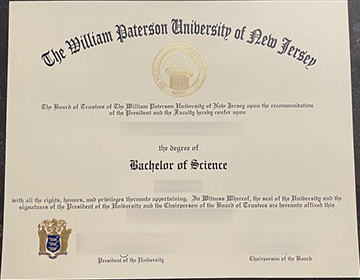 The William Paterson University of New Jersey
The Board of Trustees of The William Paterson University of New Jersey upon the recommendation
of the President and the Faculty hereby confer upon
the degree of
Bachelor of Science
with all the rights, honors, and privileges thereunto appertaining. In Witness Whereof, the seal of the University and the
signatures of the President of the University and the Chairperson of the Board of Trustees are hereunto affixed this
President of the University
Chairperson of the Board